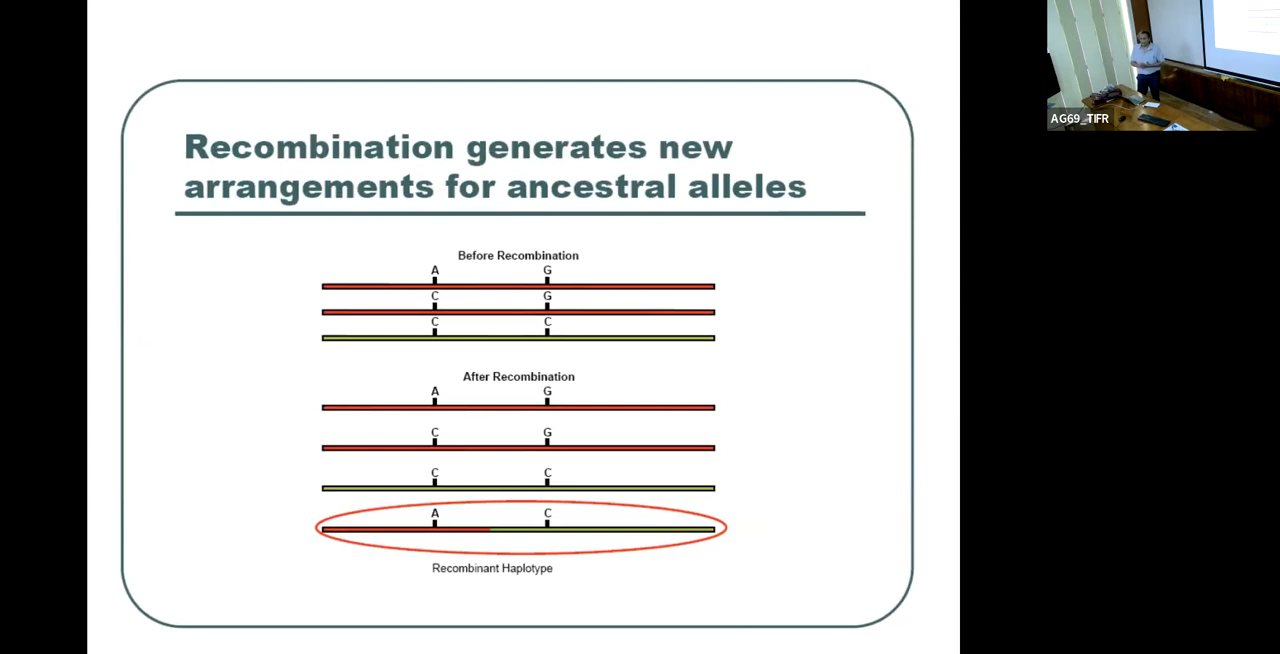 Recombination generates new
arrangements for ancestral alleles
Before Recombination
A G
C G
C C
After Recombination
A G
C G
C C
A C
Recombinant Haplotype
AG69_TIFR